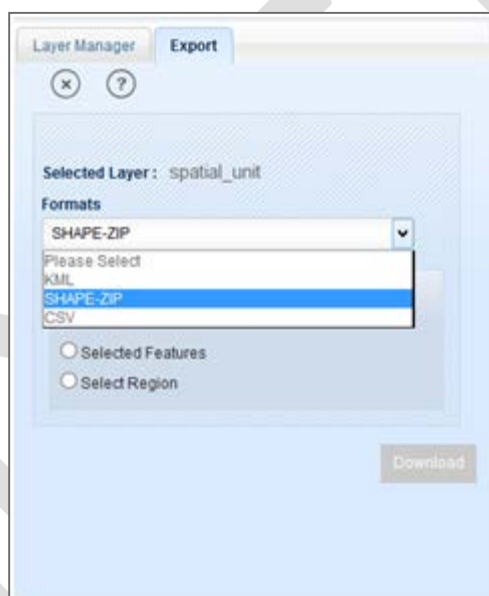 Layer Manager Export
Selected Layer : spatial_unit
Formats
SHAPE-ZIP
Please Select
KML
SHAPE-ZIP
CSV
Selected Features
Select Region
Download